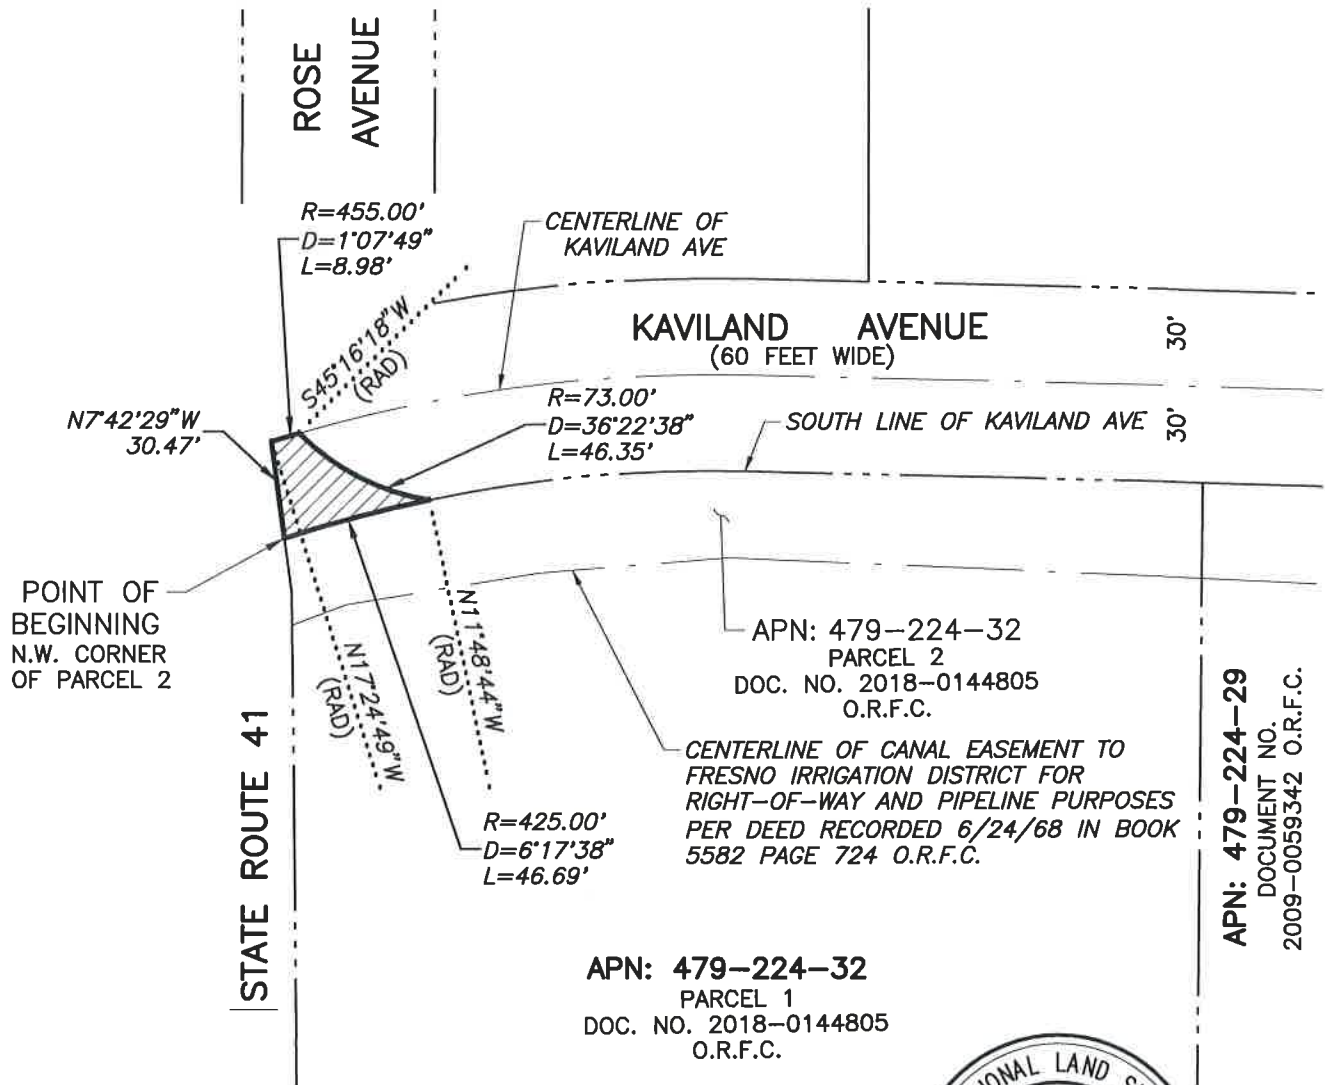 ROSE
AVENUE
R=455.00'
D=1°07'49"
L=8.98'
CENTERLINE OF
KAVILAND AVE
S45°16'18"W
(RAD)
KAVILAND AVENUE
(60 FEET WIDE)
30'
30'
N7°42'29"W
30.47'
R=73.00'
D=36°22'38"
L=46.35'
SOUTH LINE OF KAVILAND AVE
POINT OF
BEGINNING
N.W. CORNER
OF PARCEL 2
N17°24'49"W
(RAD)
N11°48'44"W
(RAD)
APN: 479-224-32
PARCEL 2
DOC. NO. 2018-0144805
O.R.F.C.
CENTERLINE OF CANAL EASEMENT TO
FRESNO IRRIGATION DISTRICT FOR
RIGHT-OF-WAY AND PIPELINE PURPOSES
PER DEED RECORDED 6/24/68 IN BOOK
5582 PAGE 724 O.R.F.C.
R=425.00'
D=6°17'38"
L=46.69'
STATE ROUTE 41
APN: 479-224-29
DOCUMENT NO.
2009-0059342 O.R.F.C.
APN: 479-224-32
PARCEL 1
DOC. NO. 2018-0144805
O.R.F.C.
LAND